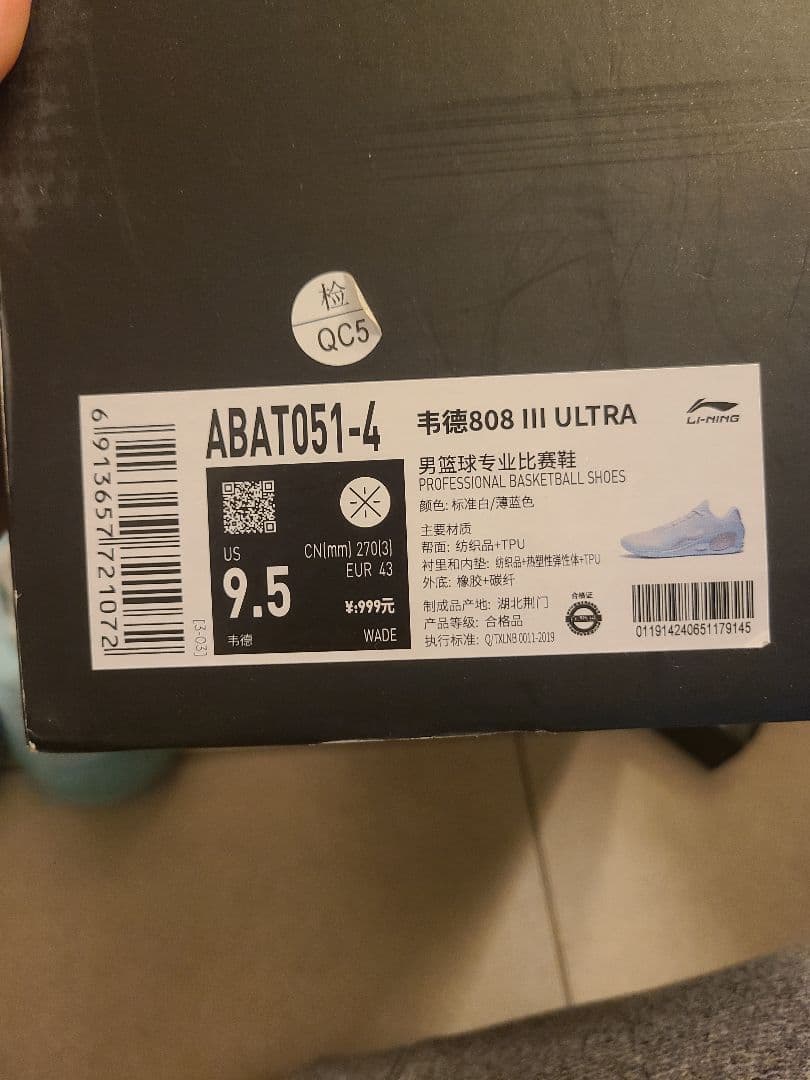 检
QC5
6913657721072
[3-03]
ABAT051-4
US
9.5
韦德
CN(mm) 270(3)
EUR 43
¥:999元
WADE
韦德808 III ULTRA
LI-NING
男篮球专业比赛鞋
PROFESSIONAL BASKETBALL SHOES
颜色: 标准白/薄蓝色
主要材质
帮面: 纺织品+TPU
衬里和内垫: 纺织品+热塑性弹性体+TPU
外底: 橡胶+碳纤
制成品产地: 湖北荆门
产品等级: 合格品
执行标准: Q/TXLNB 0011-2019
合格证
011914240651179145